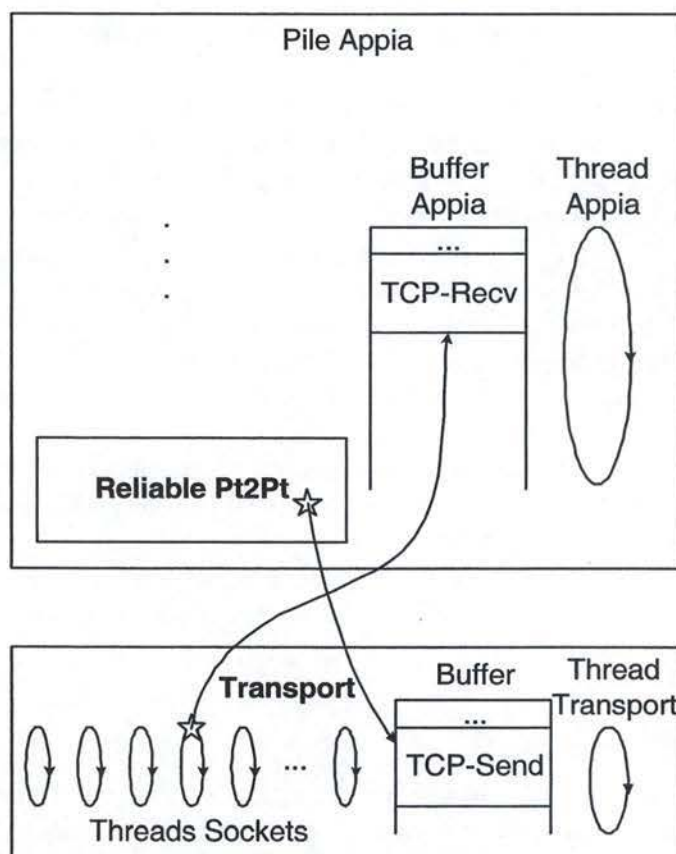 Pile Appia
Buffer
Appia
Thread
Appia
...
TCP-Recv
Reliable Pt2Pt
Transport
Buffer
Thread
Transport
...
TCP-Send
...
Threads Sockets